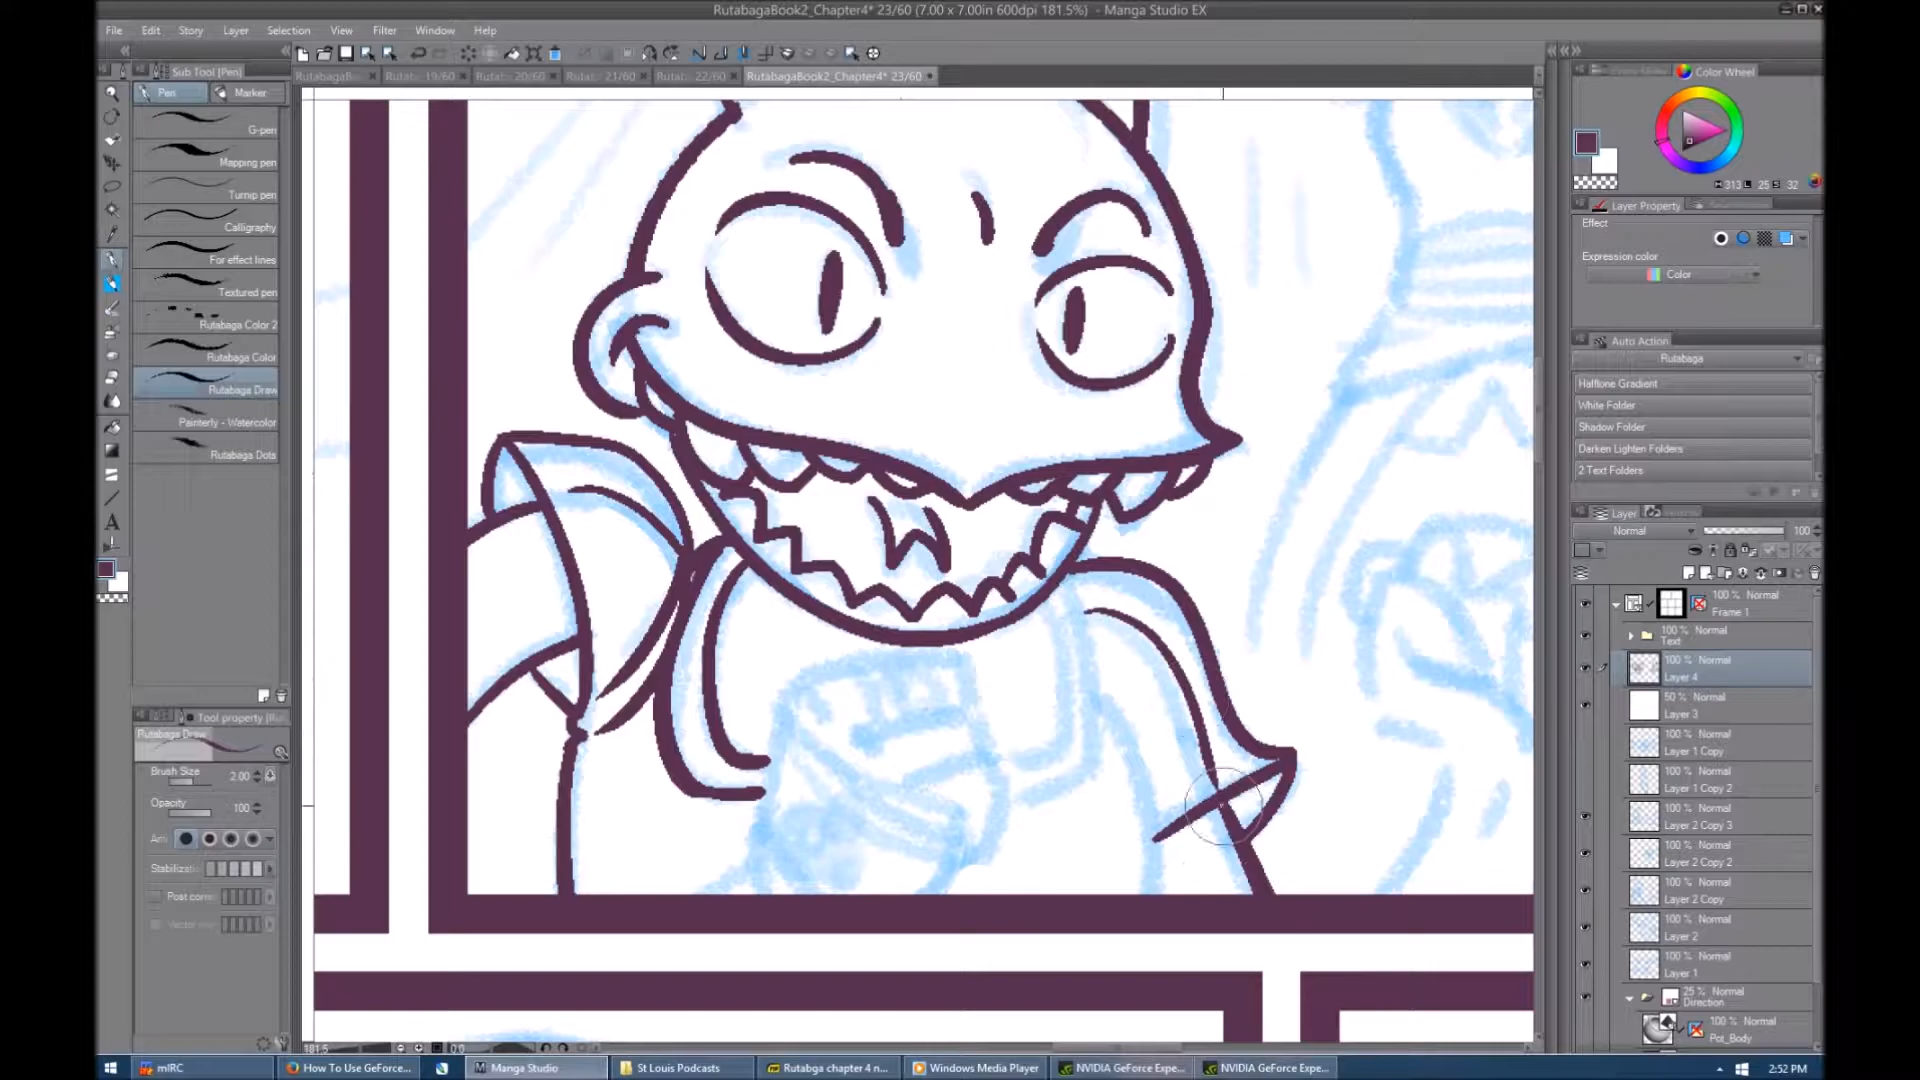 RutabagaBook2_Chapter4* 23/60 (7.00 x 7.00in 600dpi 181.5%) - Manga Studio EX
File Edit Story Layer Selection View Filter Window Help
Sub Tool [Pen]
Rutab 19/60 Rutab 20/60 Rutab 21/60 Rutab 22/60 RutabagaBook2_Chapter4* 23/60
Pen Marker
G-pen
Mapping pen
Turnip pen
Calligraphy
For effect lines
Textured pen
Rutabaga Color 2
Rutabaga Color
Rutabaga Draw
Painterly - Watercolor
Rutabaga Dots
Tool property
Rutabaga Draw
Brush Size 2.00
Opacity 100
Stabilizatic
Post corre
Color Wheel
H 313 L 25 S 32
Layer Property
Effect
Expression color
Color
Auto Action
Rutabaga
Halftone Gradient
White Folder
Shadow Folder
Darken Lighten Folders
2 Text Folders
Layer
Normal 100
100 % Normal
Frame 1
100 % Normal
Text
100 % Normal
Layer 4
50 % Normal
Layer 3
100 % Normal
Layer 1 Copy
100 % Normal
Layer 1 Copy 2
100 % Normal
Layer 2 Copy 3
100 % Normal
Layer 2 Copy 2
100 % Normal
Layer 2 Copy
100 % Normal
Layer 2
100 % Normal
Layer 1
25 % Normal
Direction
100 % Normal
Pot_Body
181.5 0.0
mIRC How To Use GeForce... Manga Studio St Louis Podcasts Rutabga chapter 4 n... Windows Media Player NVIDIA GeForce Expe... NVIDIA GeForce Expe... 2:52 PM